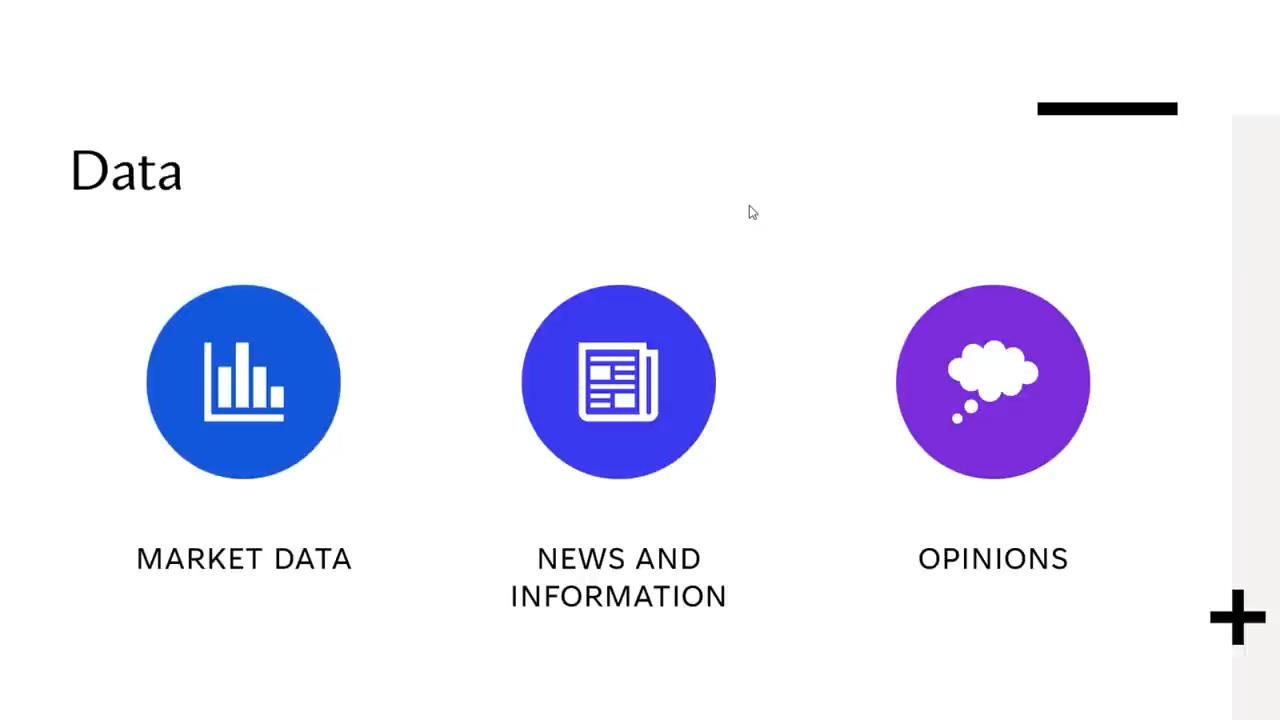 Data
MARKET DATA
NEWS AND
INFORMATION
OPINIONS